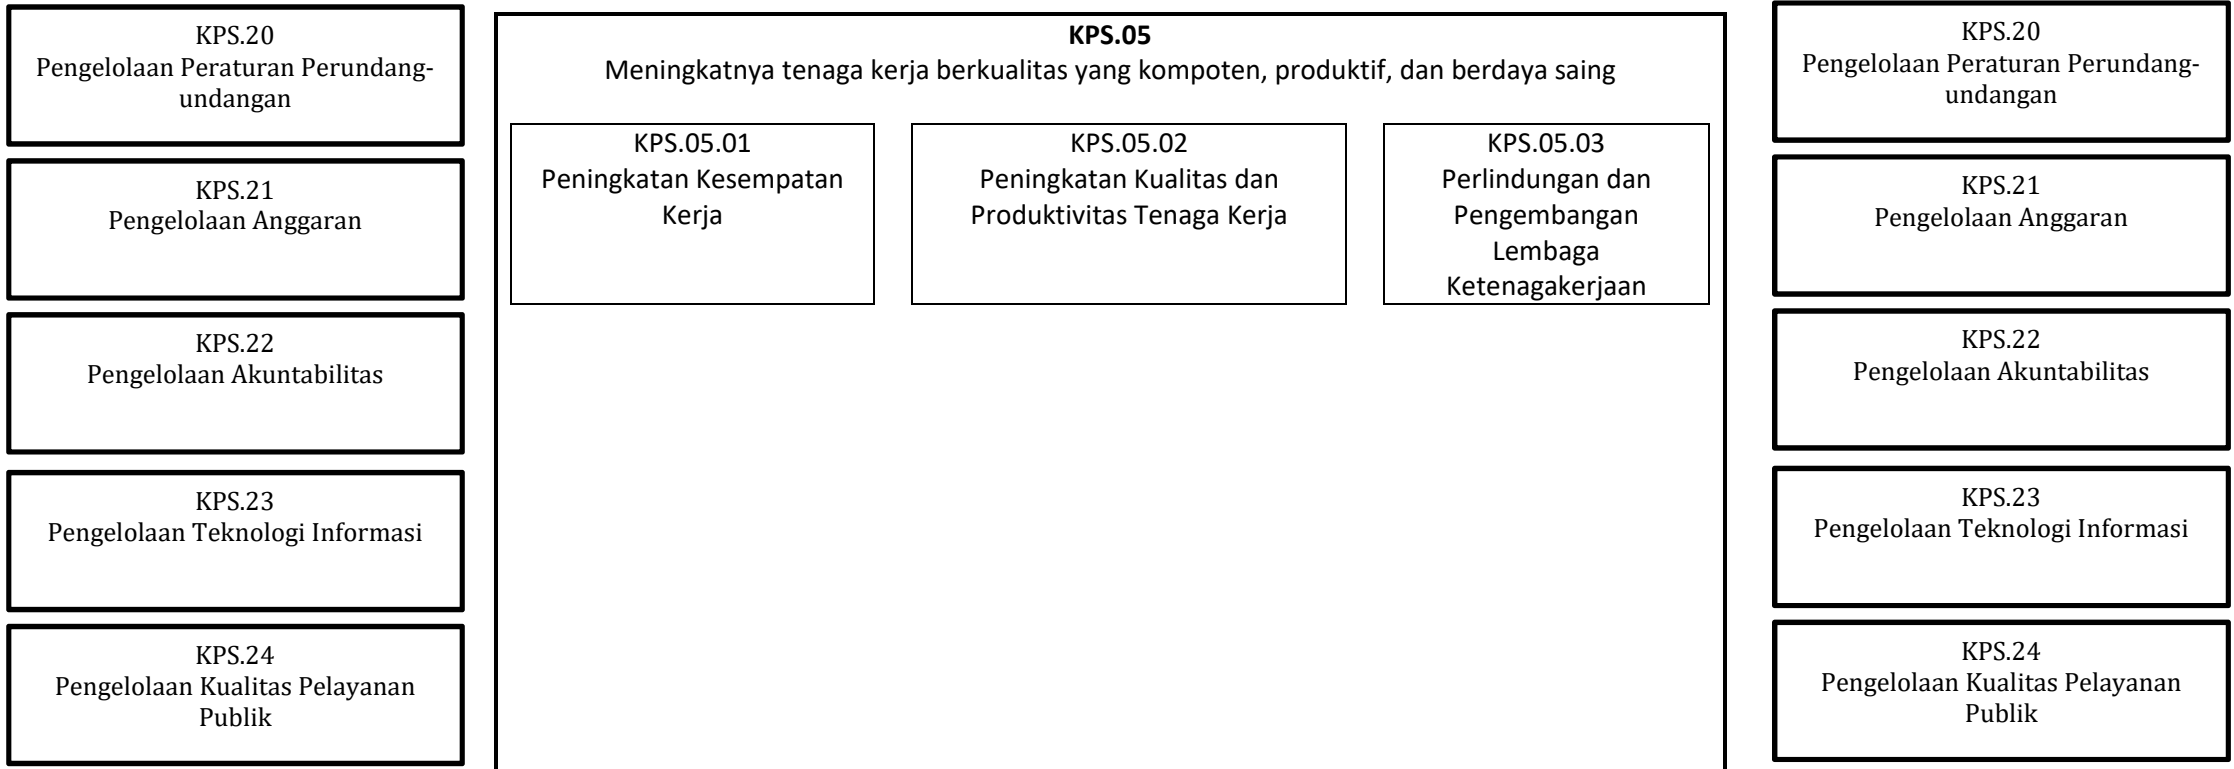 KPS.20
Pengelolaan Peraturan Perundang-
undangan
KPS.21
Pengelolaan Anggaran
KPS.22
Pengelolaan Akuntabilitas
KPS.23
Pengelolaan Teknologi Informasi
KPS.24
Pengelolaan Kualitas Pelayanan
Publik
KPS.05
Meningkatnya tenaga kerja berkualitas yang kompoten, produktif, dan berdaya saing
KPS.05.01
Peningkatan Kesempatan
Kerja
KPS.05.02
Peningkatan Kualitas dan
Produktivitas Tenaga Kerja
KPS.05.03
Perlindungan dan
Pengembangan
Lembaga
Ketenagakerjaan
KPS.20
Pengelolaan Peraturan Perundang-
undangan
KPS.21
Pengelolaan Anggaran
KPS.22
Pengelolaan Akuntabilitas
KPS.23
Pengelolaan Teknologi Informasi
KPS.24
Pengelolaan Kualitas Pelayanan
Publik